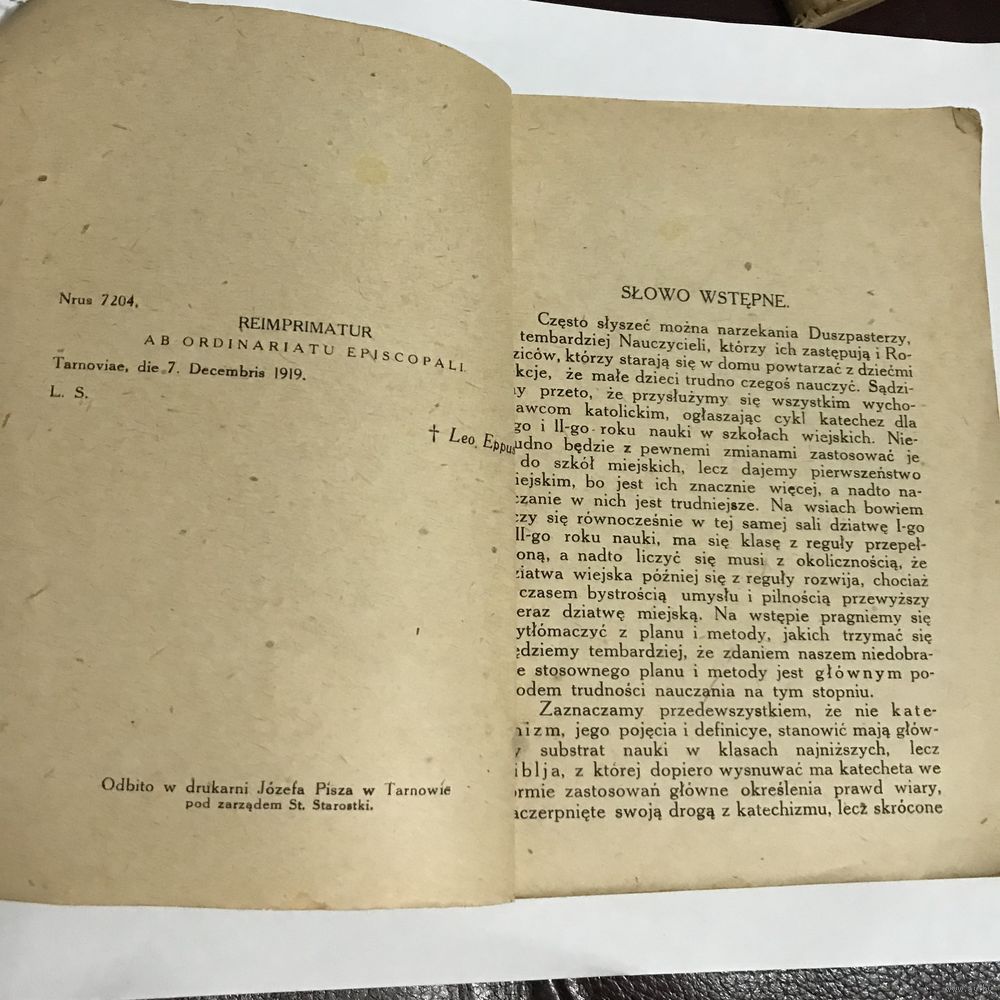 Nrus 7204.
REIMPRIMATUR
AB ORDINARIATU EPISCOPALI.
Tarnoviae, die 7. Decembris 1919.
L. S.
† Leo, Eppus
Odbito w drukarni Józefa Pisza w Tarnowie
pod zarządem St. Starostki.
SŁOWO WSTĘPNE.
Często słyszeć można narzekania Duszpasterzy,
tembardziej Nauczycieli, którzy ich zastępują i Ro-
ziców, którzy starają się w domu powtarzać z dziećmi
kcje, że małe dzieci trudno czegoś nauczyć. Sądzi-
y przeto, że przysłużymy się wszystkim wycho-
awcom katolickim, ogłaszając cykl katechez dla
go i II-go roku nauki w szkołach wiejskich. Nie-
udno będzie z pewnemi zmianami zastosować je
do szkół miejskich, lecz dajemy pierwszeństwo
iejskim, bo jest ich znacznie więcej, a nadto na-
czanie w nich jest trudniejsze. Na wsiach bowiem
czy się równocześnie w tej samej sali dziatwę I-go
II-go roku nauki, ma się klasę z reguły przepeł-
oną, a nadto liczyć się musi z okolicznością, że
ziatwa wiejska później się z reguły rozwija, chociaż
czasem bystrością umysłu i pilnością przewyższy
eraz dziatwę miejską. Na wstępie pragniemy się
ytłómaczyć z planu i metody, jakich trzymać się
ędziemy tembardziej, że zdaniem naszem niedobra-
e stosownego planu i metody jest głównym po-
odem trudności nauczania na tym stopniu.
Zaznaczamy przedewszystkiem, że nie kate-
hizm, jego pojęcia i definicye, stanowić mają głów-
y substrat nauki w klasach najniższych, lecz
iblja, z której dopiero wysnuwać ma katecheta we
ormie zastosowań główne określenia prawd wiary,
aczerpnięte swoją drogą z katechizmu, lecz skrócone